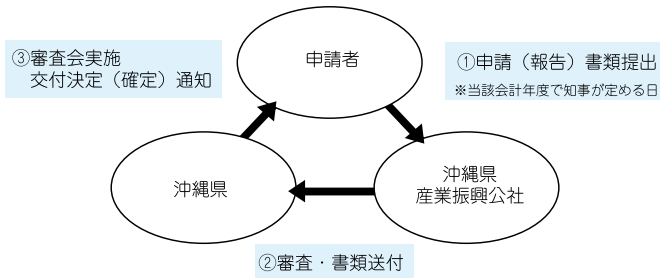 ③審査会実施
交付決定（確定）通知
申請者
①申請（報告）書類提出
※当該会計年度で知事が定める日
沖縄県
沖縄県
産業振興公社
②審査・書類送付